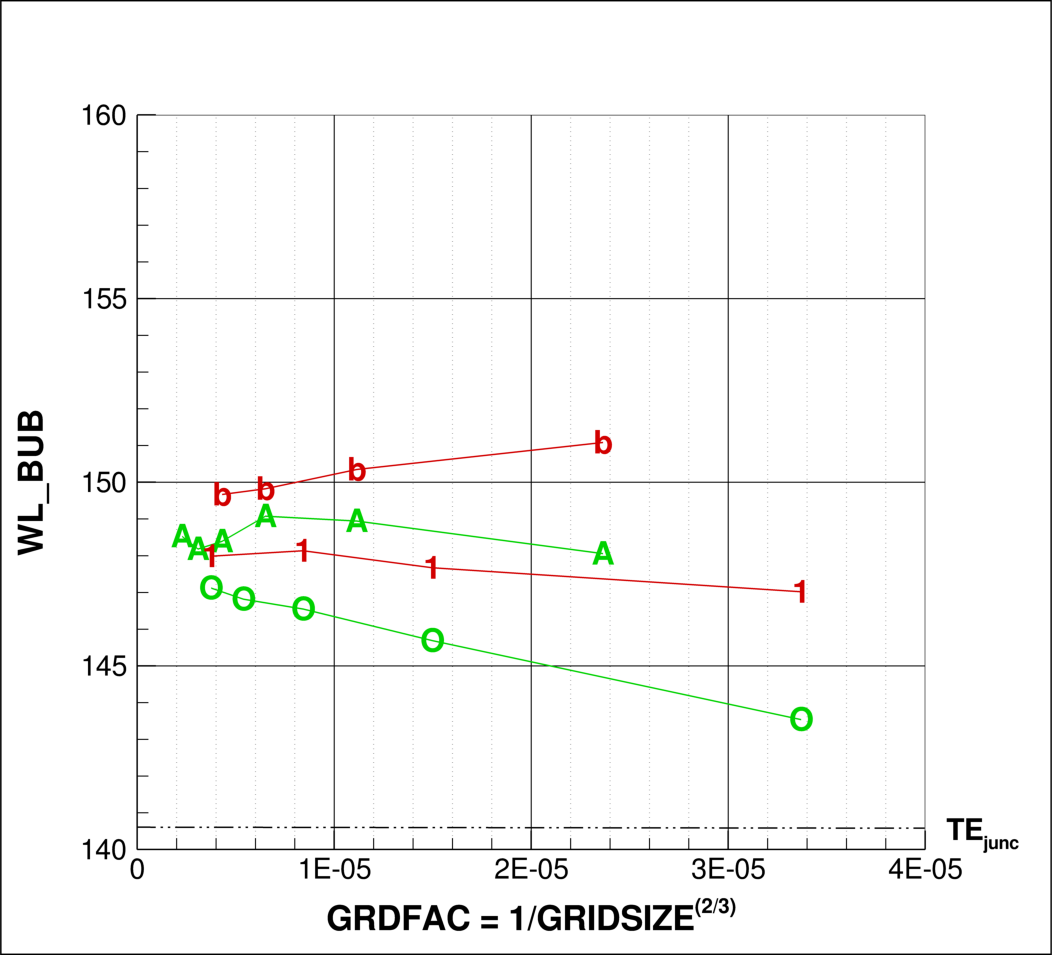 160
155
150
145
140
WL_BUB
b
b
b
b
A
A
A
A
A
A
1
1
1
1
O
O
O
O
O
TEjunc
0 1E-05 2E-05 3E-05 4E-05
GRDFAC = 1/GRIDSIZE(2/3)